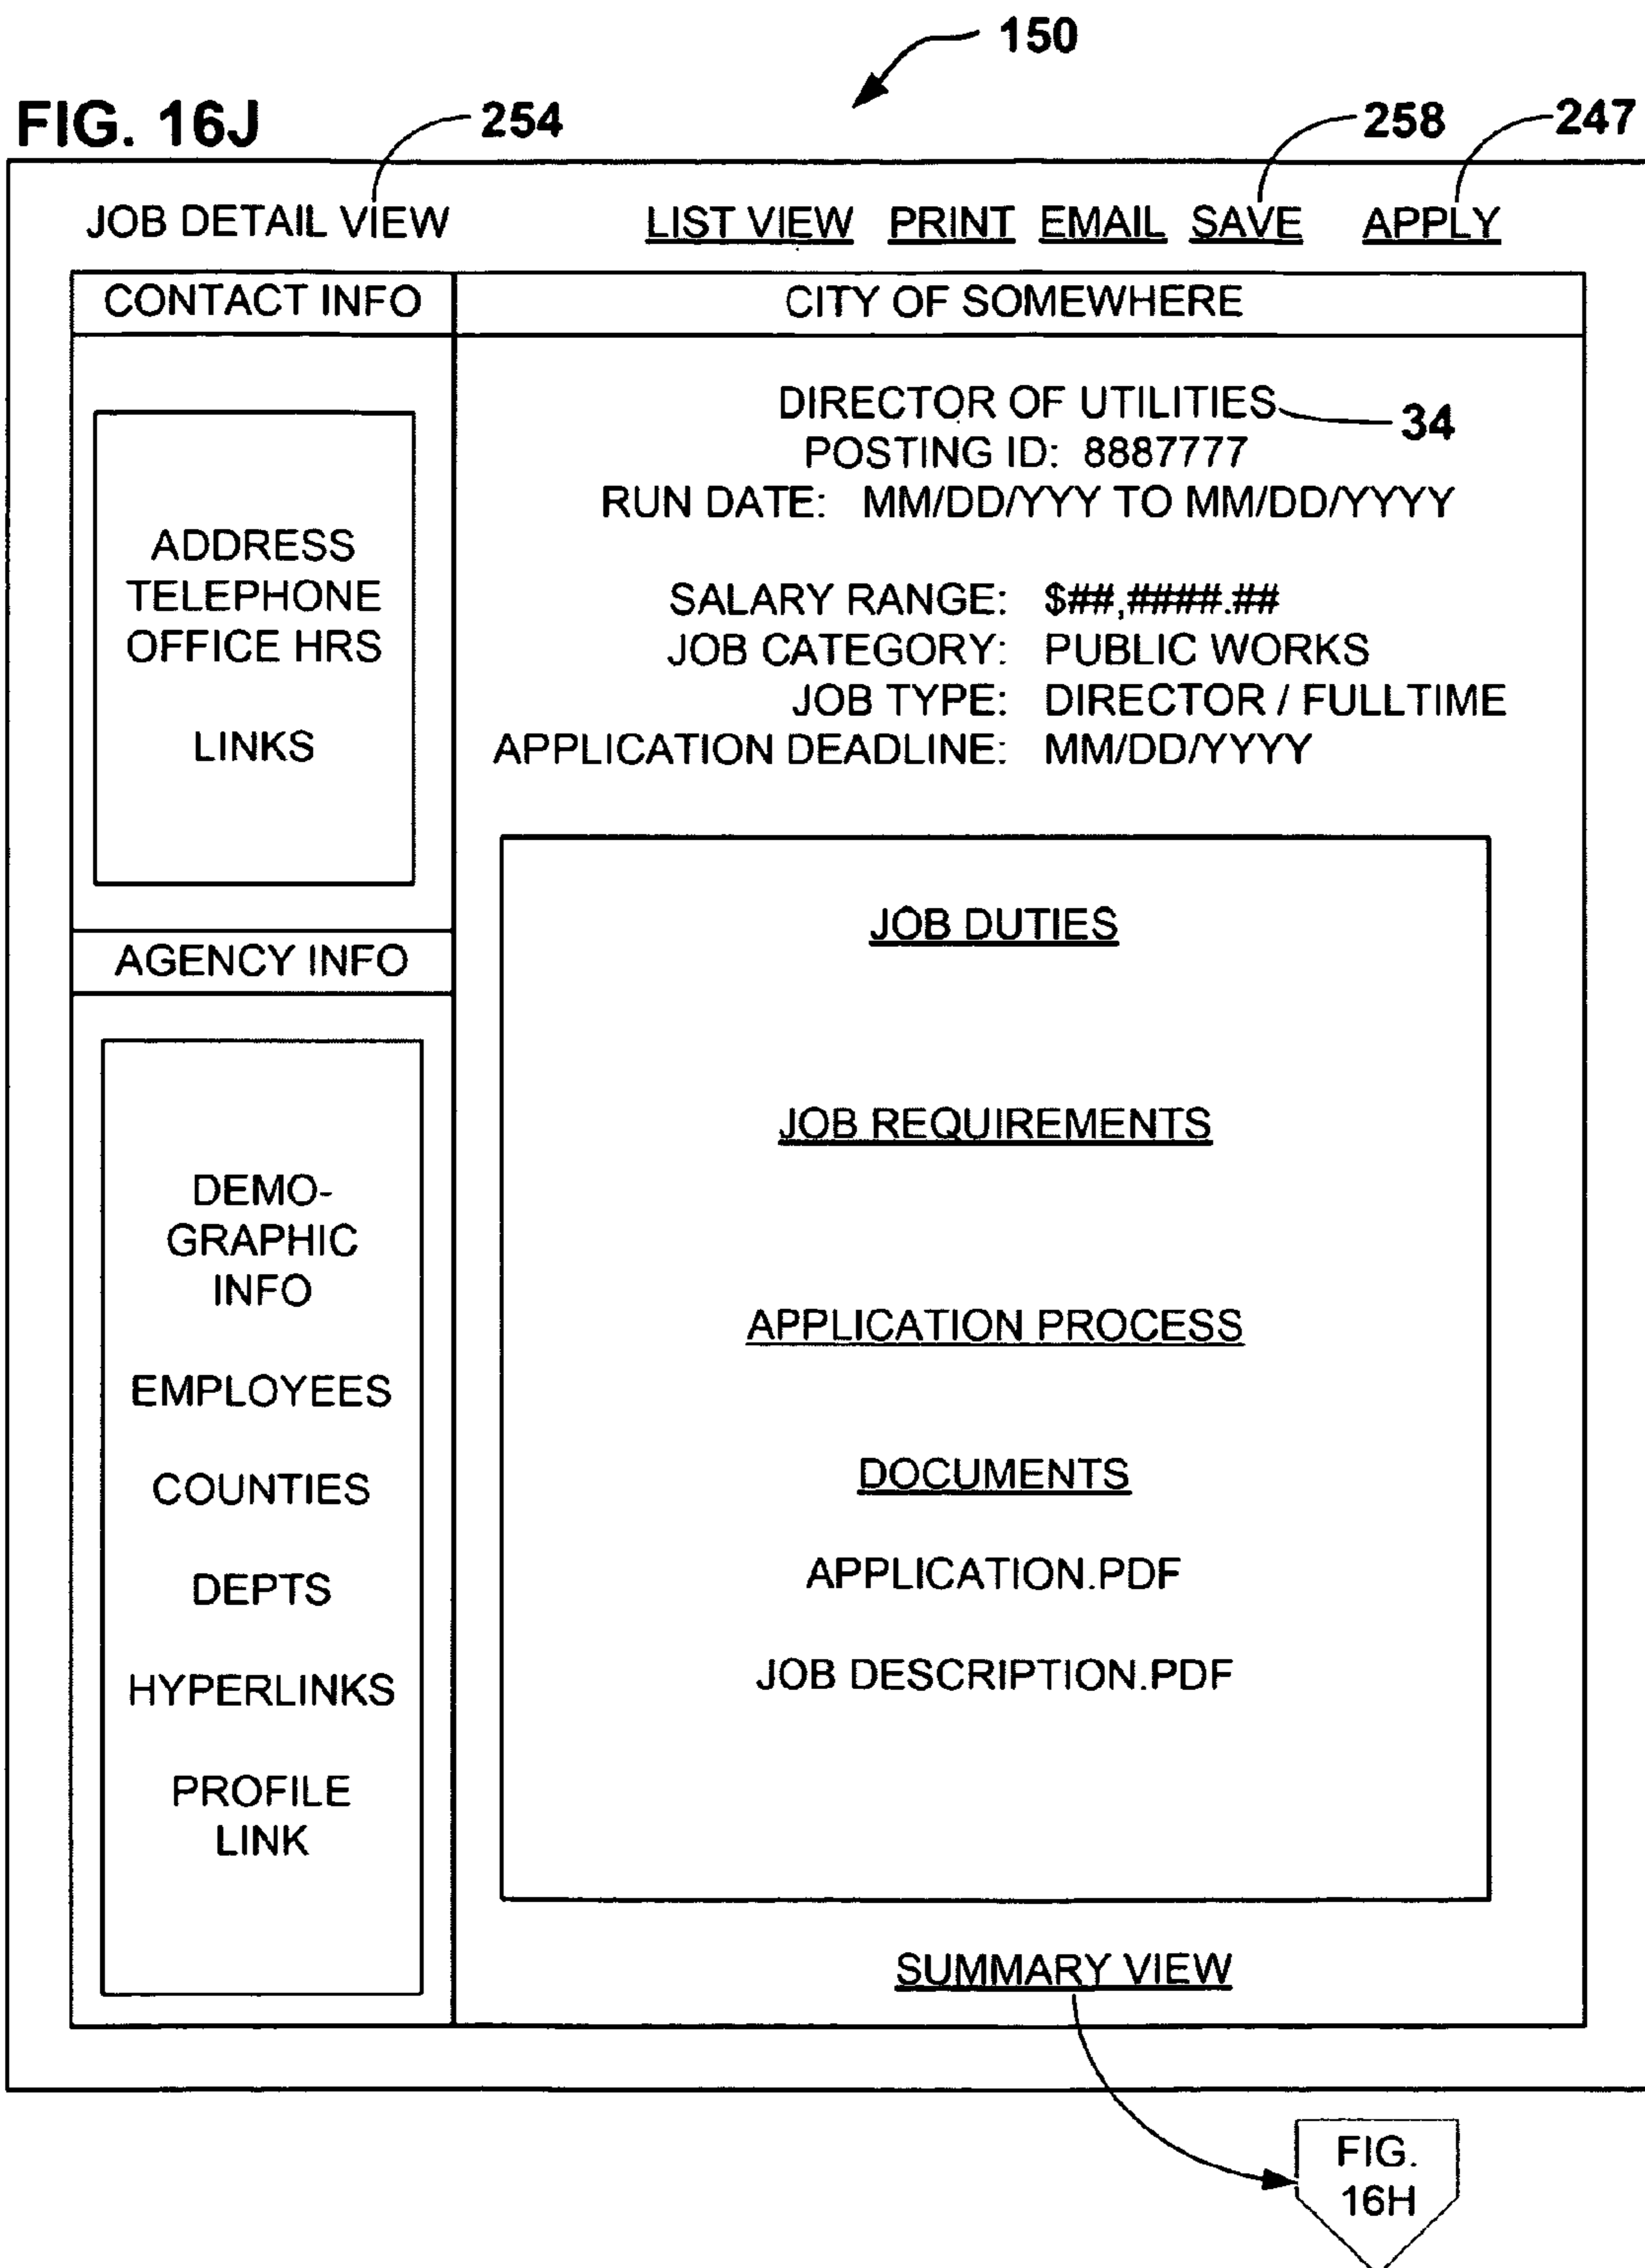 150
FIG. 16J
254
258
247
JOB DETAIL VIEW
LIST VIEW PRINT EMAIL SAVE APPLY
CONTACT INFO
ADDRESS
TELEPHONE
OFFICE HRS
LINKS
AGENCY INFO
DEMO-
GRAPHIC
INFO
EMPLOYEES
COUNTIES
DEPTS
HYPERLINKS
PROFILE
LINK
CITY OF SOMEWHERE
DIRECTOR OF UTILITIES 34
POSTING ID: 8887777
RUN DATE: MM/DD/YYY TO MM/DD/YYYY
SALARY RANGE: $##,####.##
JOB CATEGORY: PUBLIC WORKS
JOB TYPE: DIRECTOR / FULLTIME
APPLICATION DEADLINE: MM/DD/YYYY
JOB DUTIES
JOB REQUIREMENTS
APPLICATION PROCESS
DOCUMENTS
APPLICATION.PDF
JOB DESCRIPTION.PDF
SUMMARY VIEW
FIG.
16H